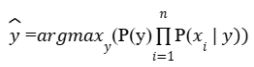 ŷ =argmax_y(P(y)∏_{i=1}^{n}P(x_i | y))